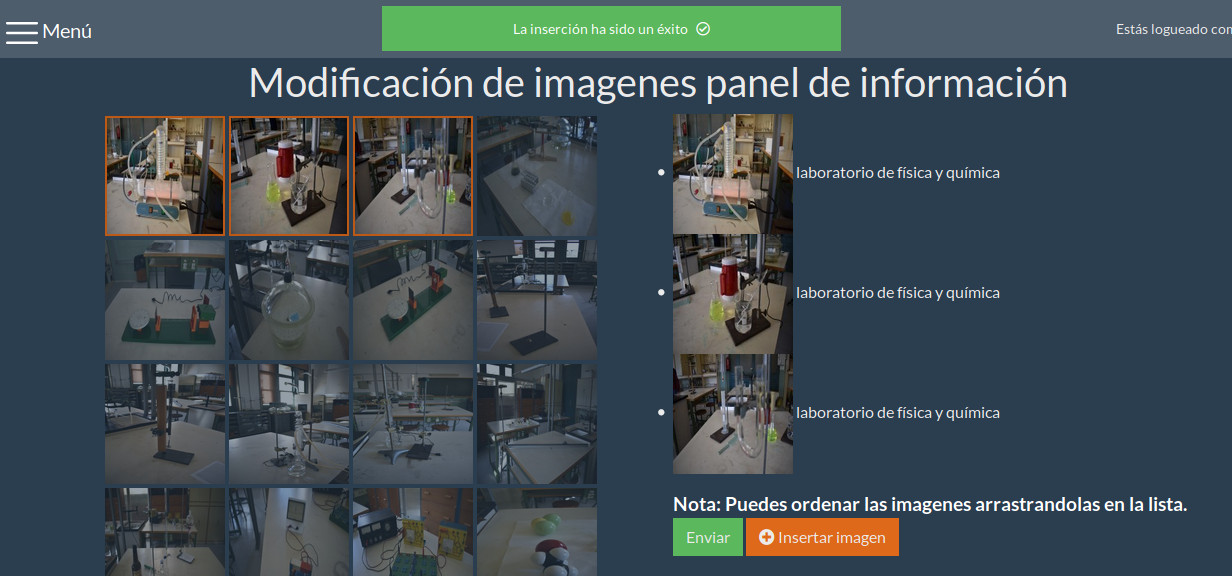 Menú
La inserción ha sido un éxito
Estás logueado con
Modificación de imagenes panel de información
laboratorio de física y química
laboratorio de física y química
laboratorio de física y química
Nota: Puedes ordenar las imagenes arrastrandolas en la lista.
Enviar
Insertar imagen